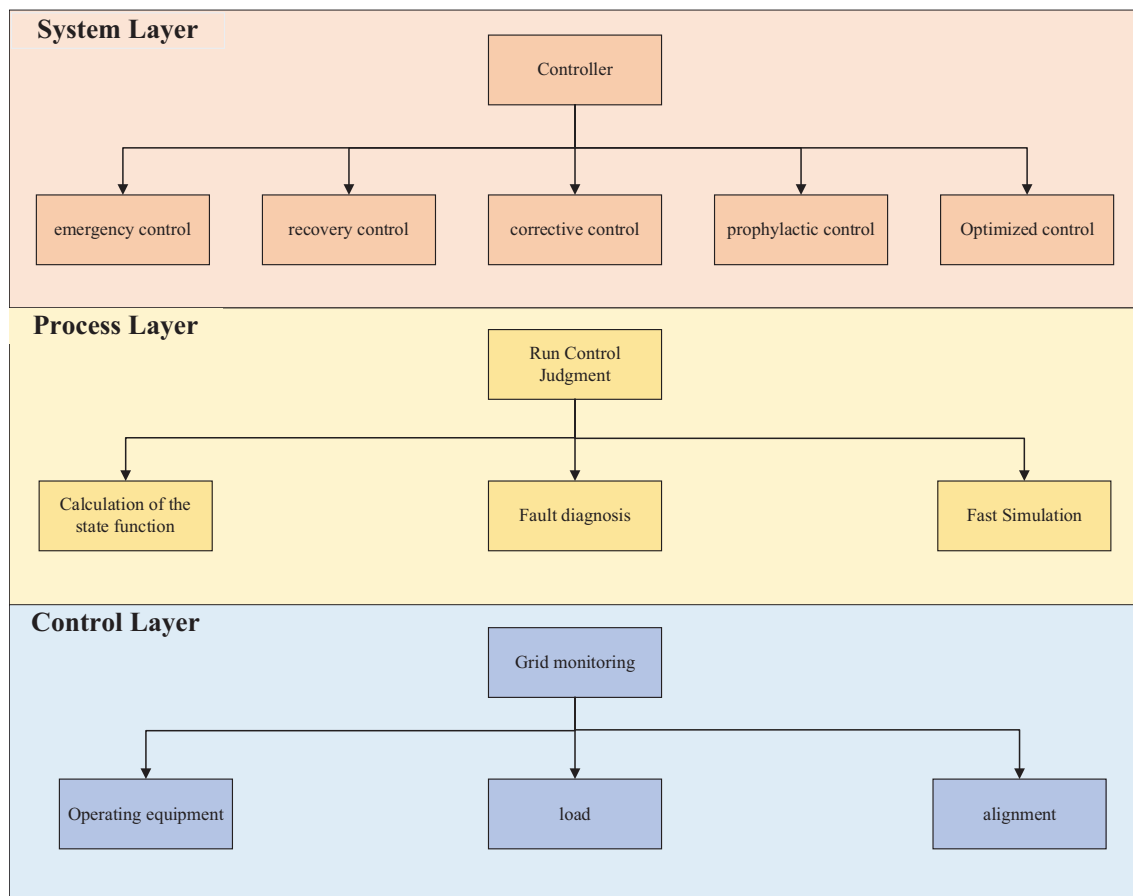 System Layer
Controller
emergency control
recovery control
corrective control
prophylactic control
Optimized control
Process Layer
Run Control
Judgment
Calculation of the
state function
Fault diagnosis
Fast Simulation
Control Layer
Grid monitoring
Operating equipment
load
alignment